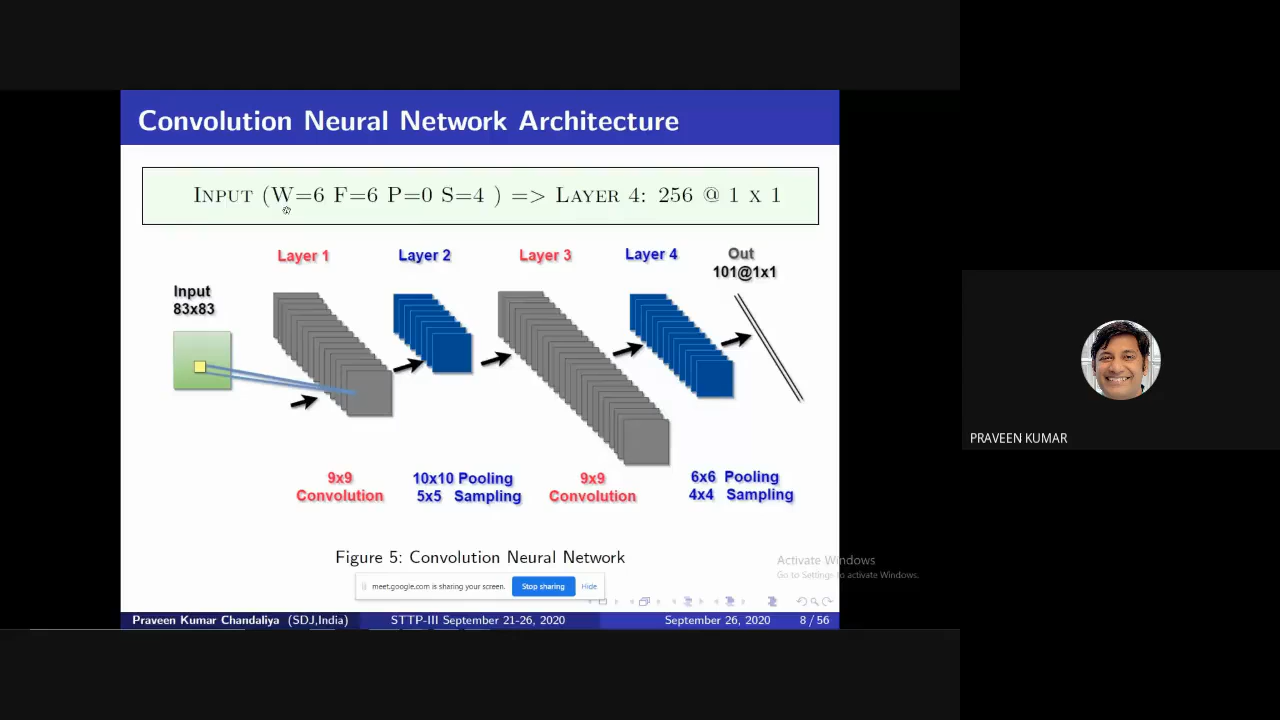 Convolution Neural Network Architecture
INPUT (W=6 F=6 P=0 S=4 ) => LAYER 4: 256 @ 1 X 1
Layer 1
Layer 2
Layer 3
Layer 4
Out
101@1x1
Input
83x83
9x9
Convolution
10x10 Pooling
5x5 Sampling
9x9
Convolution
6x6 Pooling
4x4 Sampling
Figure 5: Convolution Neural Network
Activate Windows
Go to Settings to activate Windows.
meet.google.com is sharing your screen.
Stop sharing
Hide
Praveen Kumar Chandaliya (SDJ,India)
STTP-III September 21-26, 2020
September 26, 2020
8 / 56
PRAVEEN KUMAR